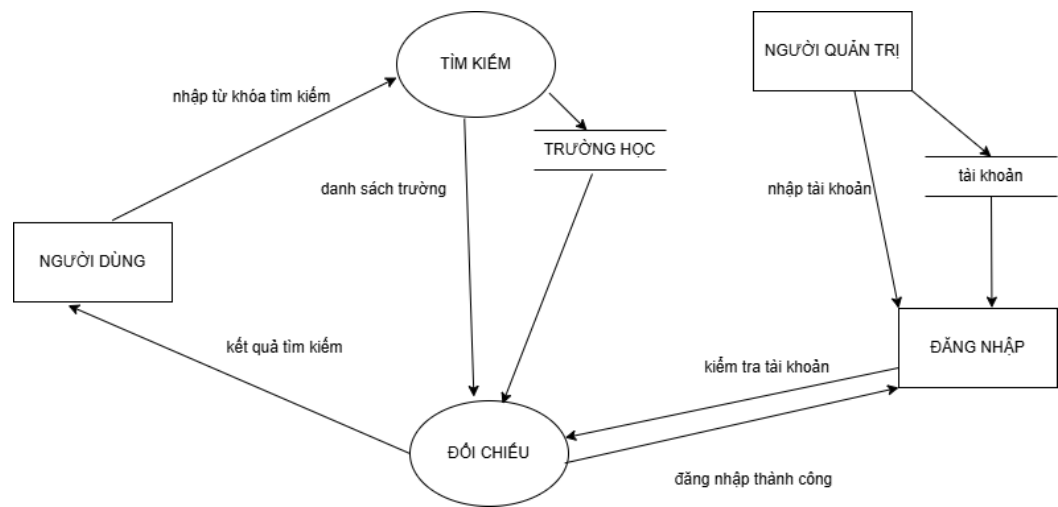 TÌM KIẾM
NGƯỜI QUẢN TRỊ
nhập từ khóa tìm kiếm
TRƯỜNG HỌC
tài khoản
danh sách trường
nhập tài khoản
NGƯỜI DÙNG
kết quả tìm kiếm
ĐĂNG NHẬP
kiểm tra tài khoản
ĐỐI CHIẾU
đăng nhập thành công